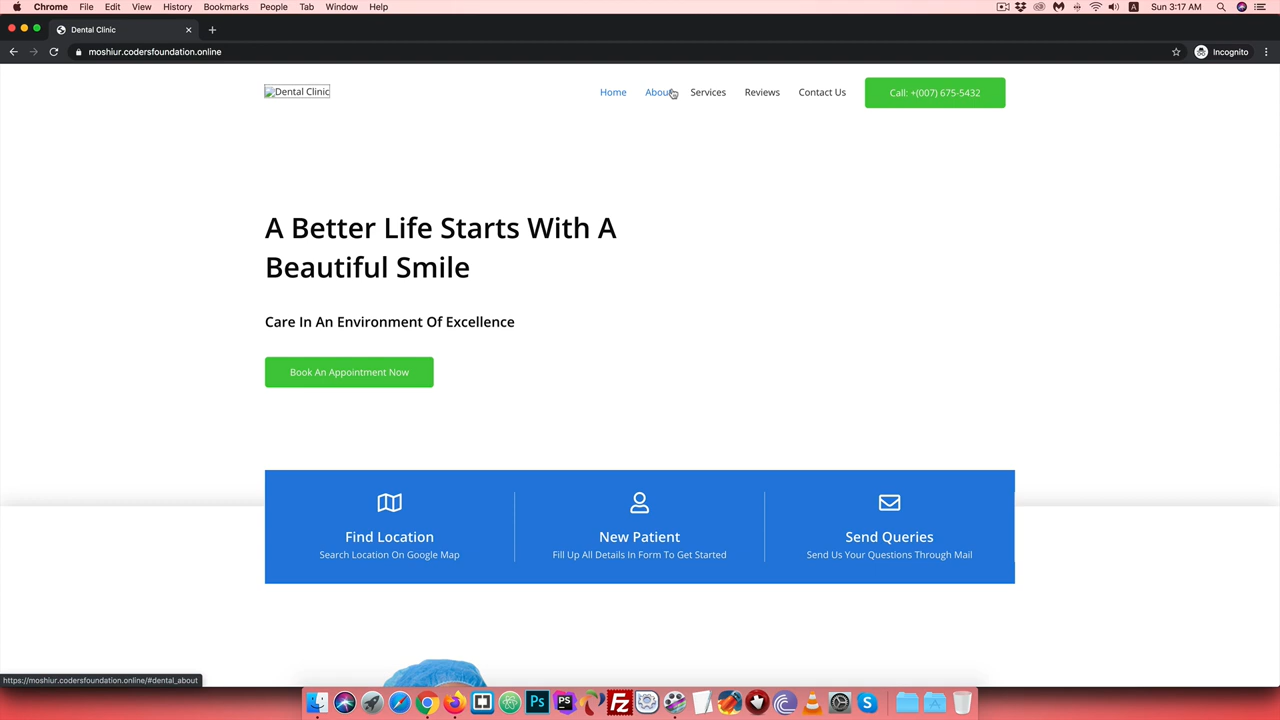 Chrome File Edit View History Bookmarks People Tab Window Help
A Sun 3:17 AM
Dental Clinic
moshiur.codersfoundation.online
Incognito
Dental Clinic
Home About Services Reviews Contact Us Call: +(007) 675-5432
A Better Life Starts With A
Beautiful Smile
Care In An Environment Of Excellence
Book An Appointment Now
Find Location New Patient Send Queries
Search Location On Google Map Fill Up All Details In Form To Get Started Send Us Your Questions Through Mail
https://moshiur.codersfoundation.online/#dental_about
Ps PS Fz